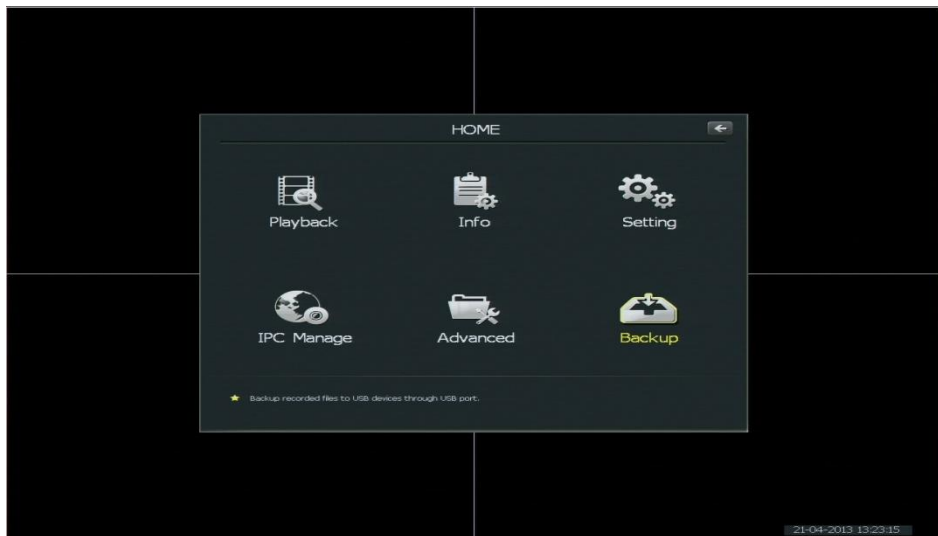 HOME
Playback
Info
Setting
IPC Manage
Advanced
Backup
Backup recorded files to USB devices through USB port.
21-04-2013 13:23:15